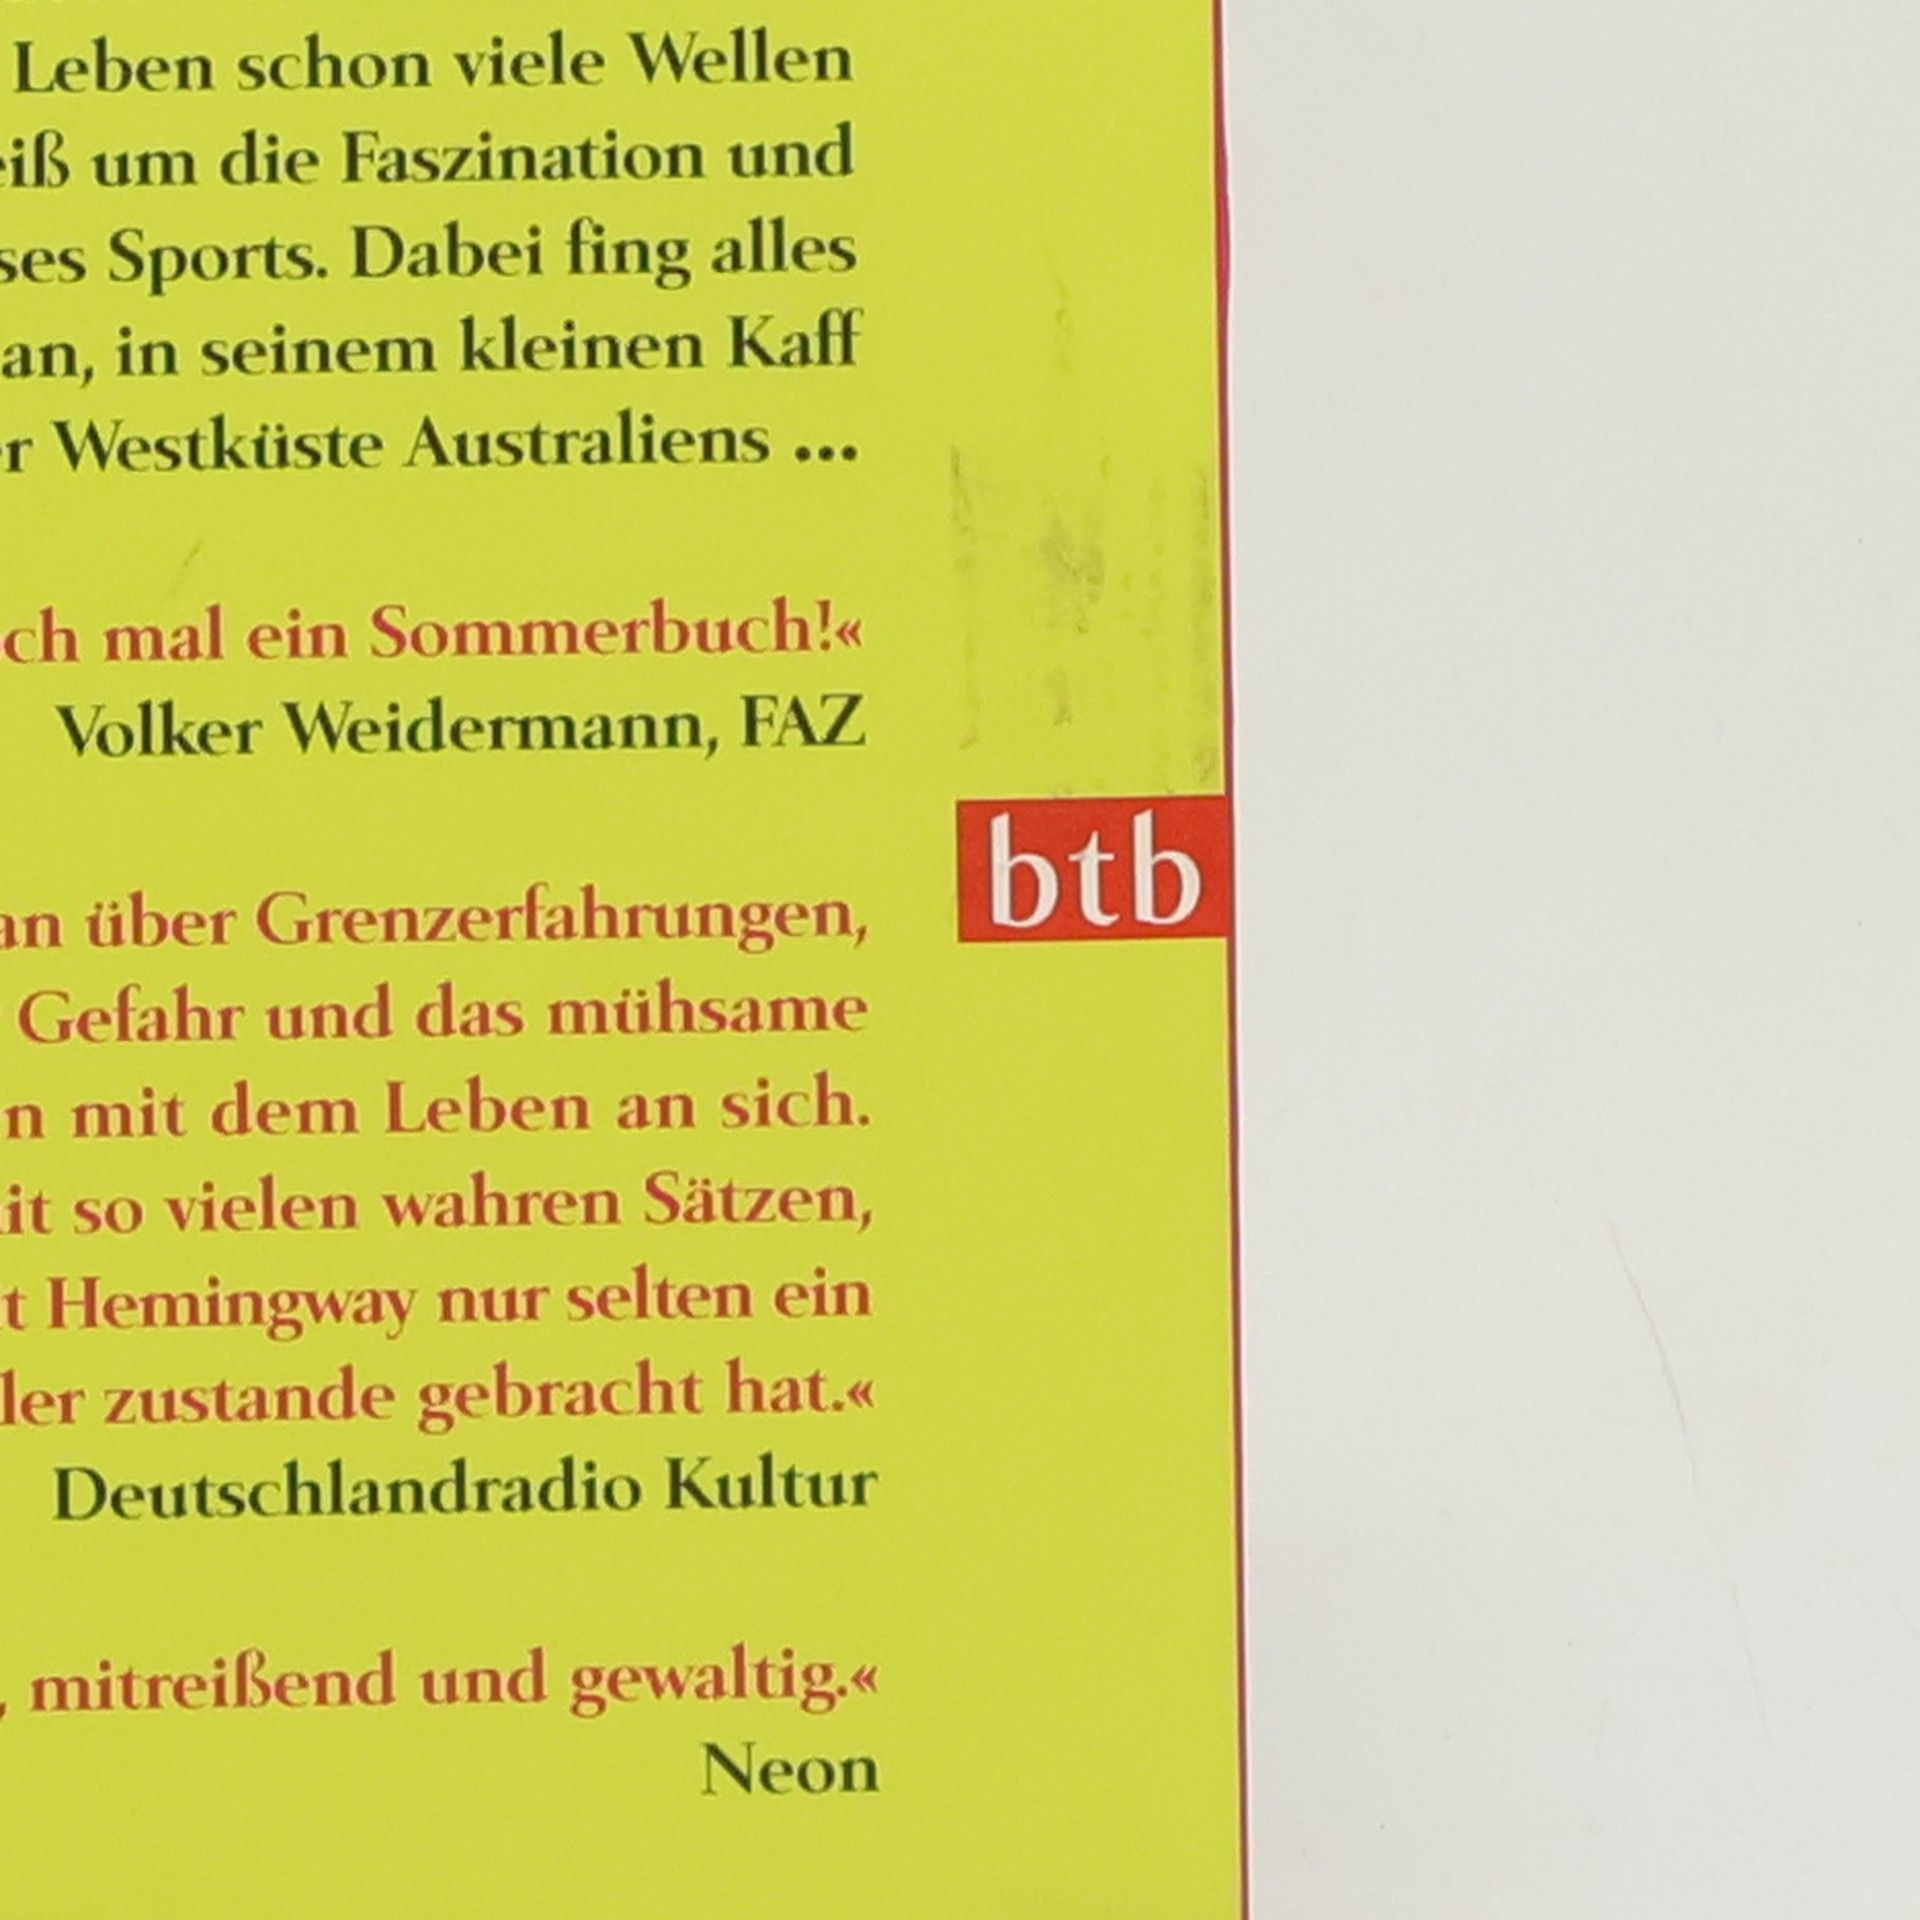 Leben schon viele Wellen
eiß um die Faszination und
ses Sports. Dabei fing alles
an, in seinem kleinen Kaff
r Westküste Australiens ...
ch mal ein Sommerbuch!«
Volker Weidermann, FAZ
btb
an über Grenzerfahrungen,
Gefahr und das mühsame
n mit dem Leben an sich.
it so vielen wahren Sätzen,
t Hemingway nur selten ein
ler zustande gebracht hat.«
Deutschlandradio Kultur
, mitreißend und gewaltig.«
Neon